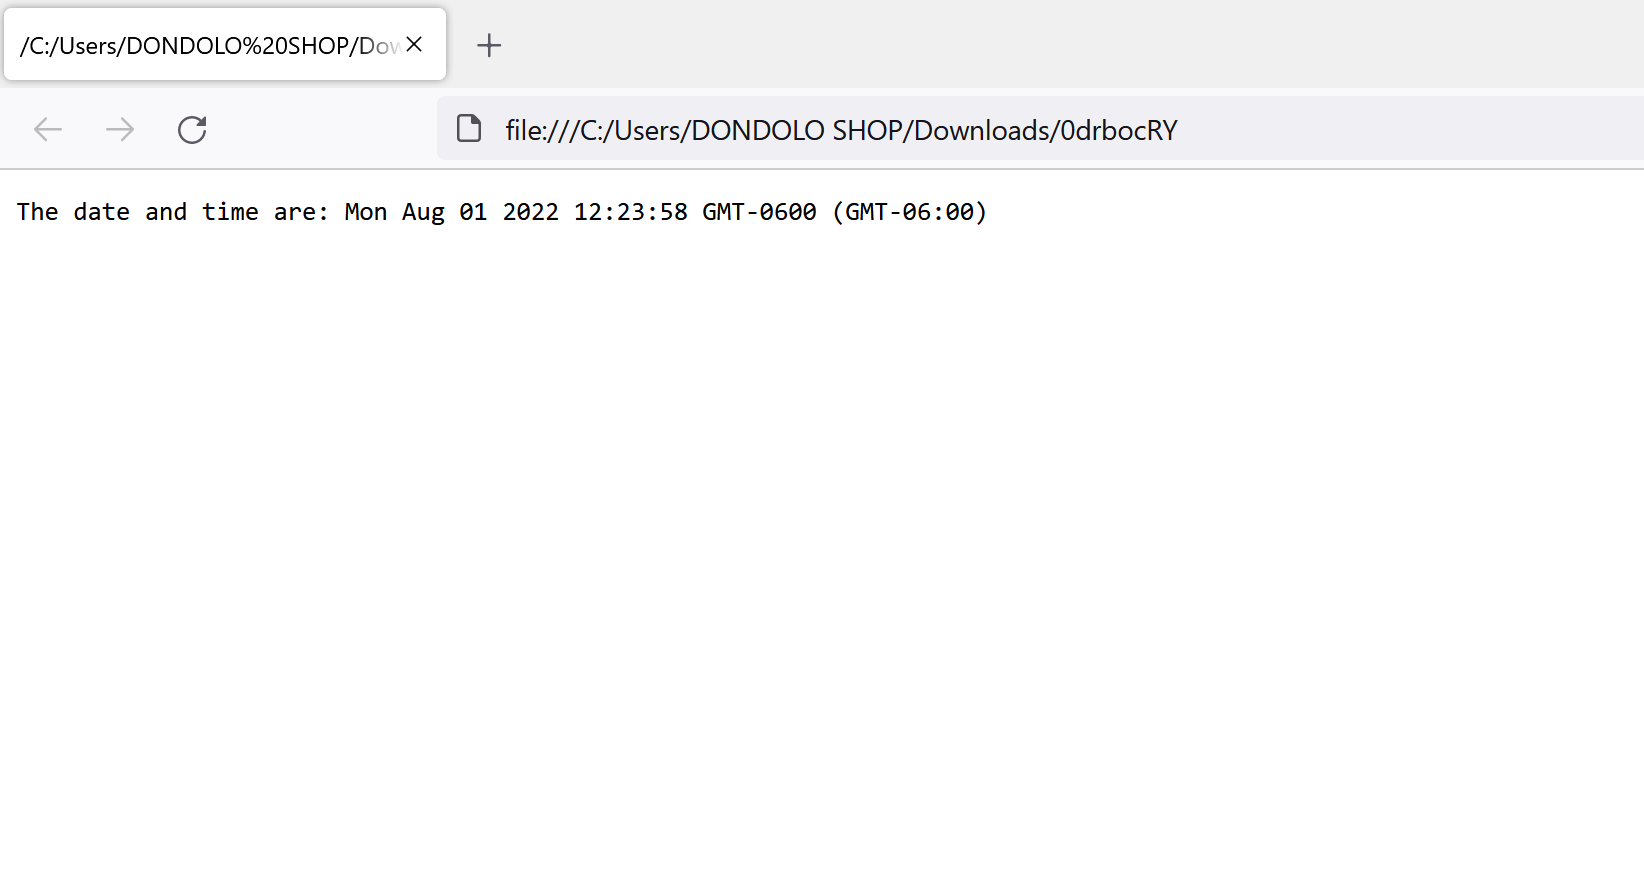 /C:/Users/DONDOLO%20SHOP/Dow
file:///C:/Users/DONDOLO SHOP/Downloads/0drbocRY
The date and time are: Mon Aug 01 2022 12:23:58 GMT-0600 (GMT-06:00)